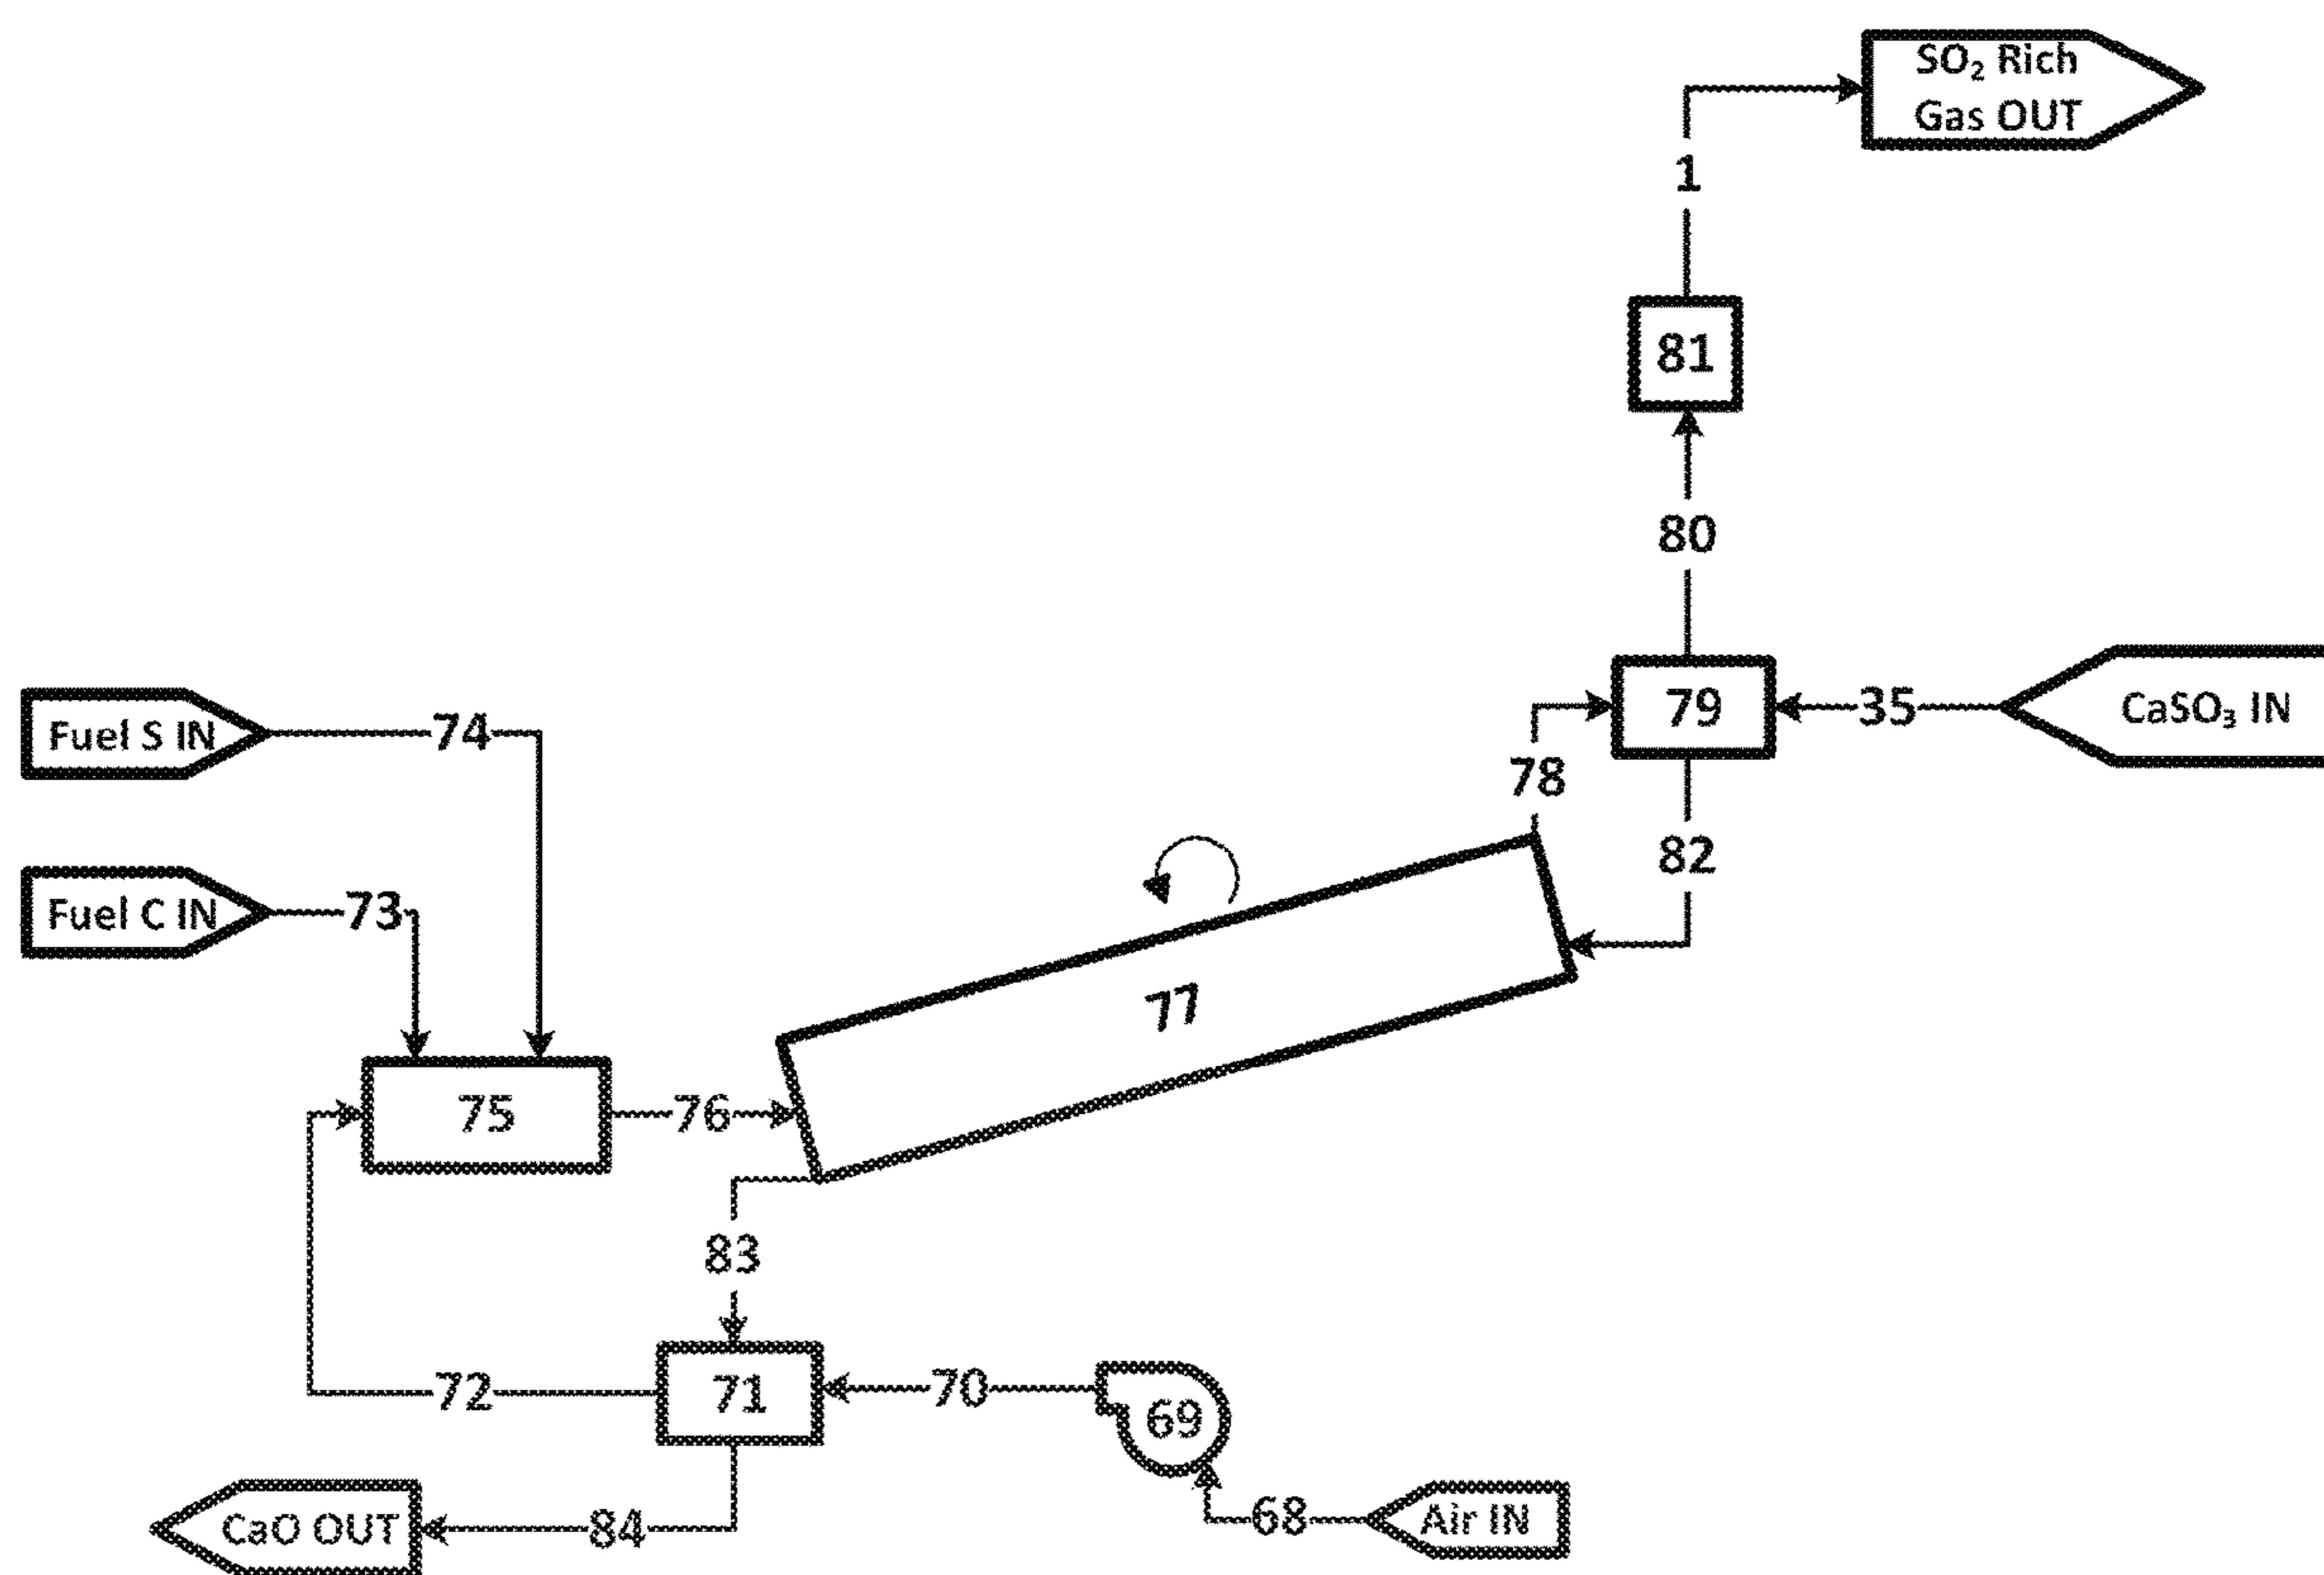 SO₂ Rich
Gas OUT
1
81
80
79
35
CaSO₃ IN
Fuel S IN
74
78
82
Fuel C IN
73
77
75
76
83
72
71
70
69
CaO OUT
84
68
Air IN